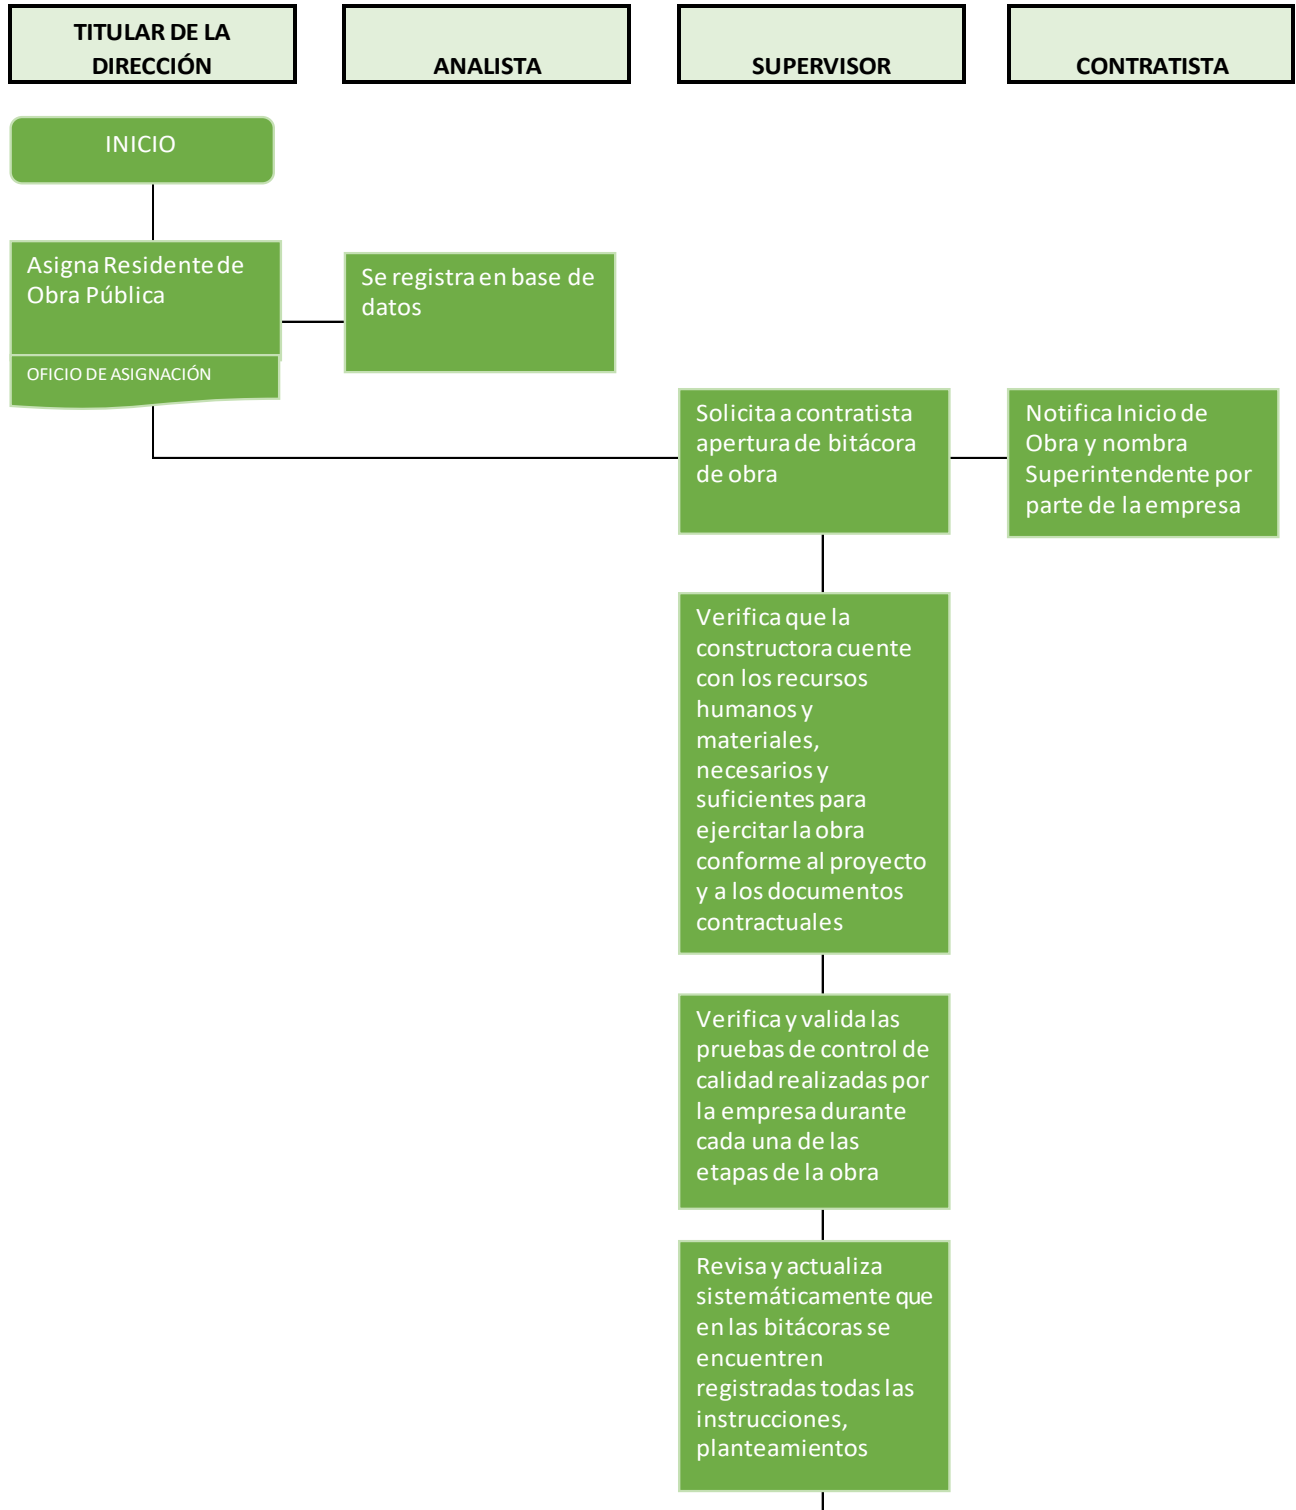 TITULAR DE LA
DIRECCIÓN
ANALISTA
SUPERVISOR
CONTRATISTA
INICIO
Asigna Residente de
Obra Pública
OFICIO DE ASIGNACIÓN
Se registra en base de
datos
Solicita a contratista
apertura de bitácora
de obra
Notifica Inicio de
Obra y nombra
Superintendente por
parte de la empresa
Verifica que la
constructora cuente
con los recursos
humanos y
materiales,
necesarios y
suficientes para
ejercitar la obra
conforme al proyecto
y a los documentos
contractuales
Verifica y valida las
pruebas de control de
calidad realizadas por
la empresa durante
cada una de las
etapas de la obra
Revisa y actualiza
sistemáticamente que
en las bitácoras se
encuentren
registradas todas las
instrucciones,
planteamientos